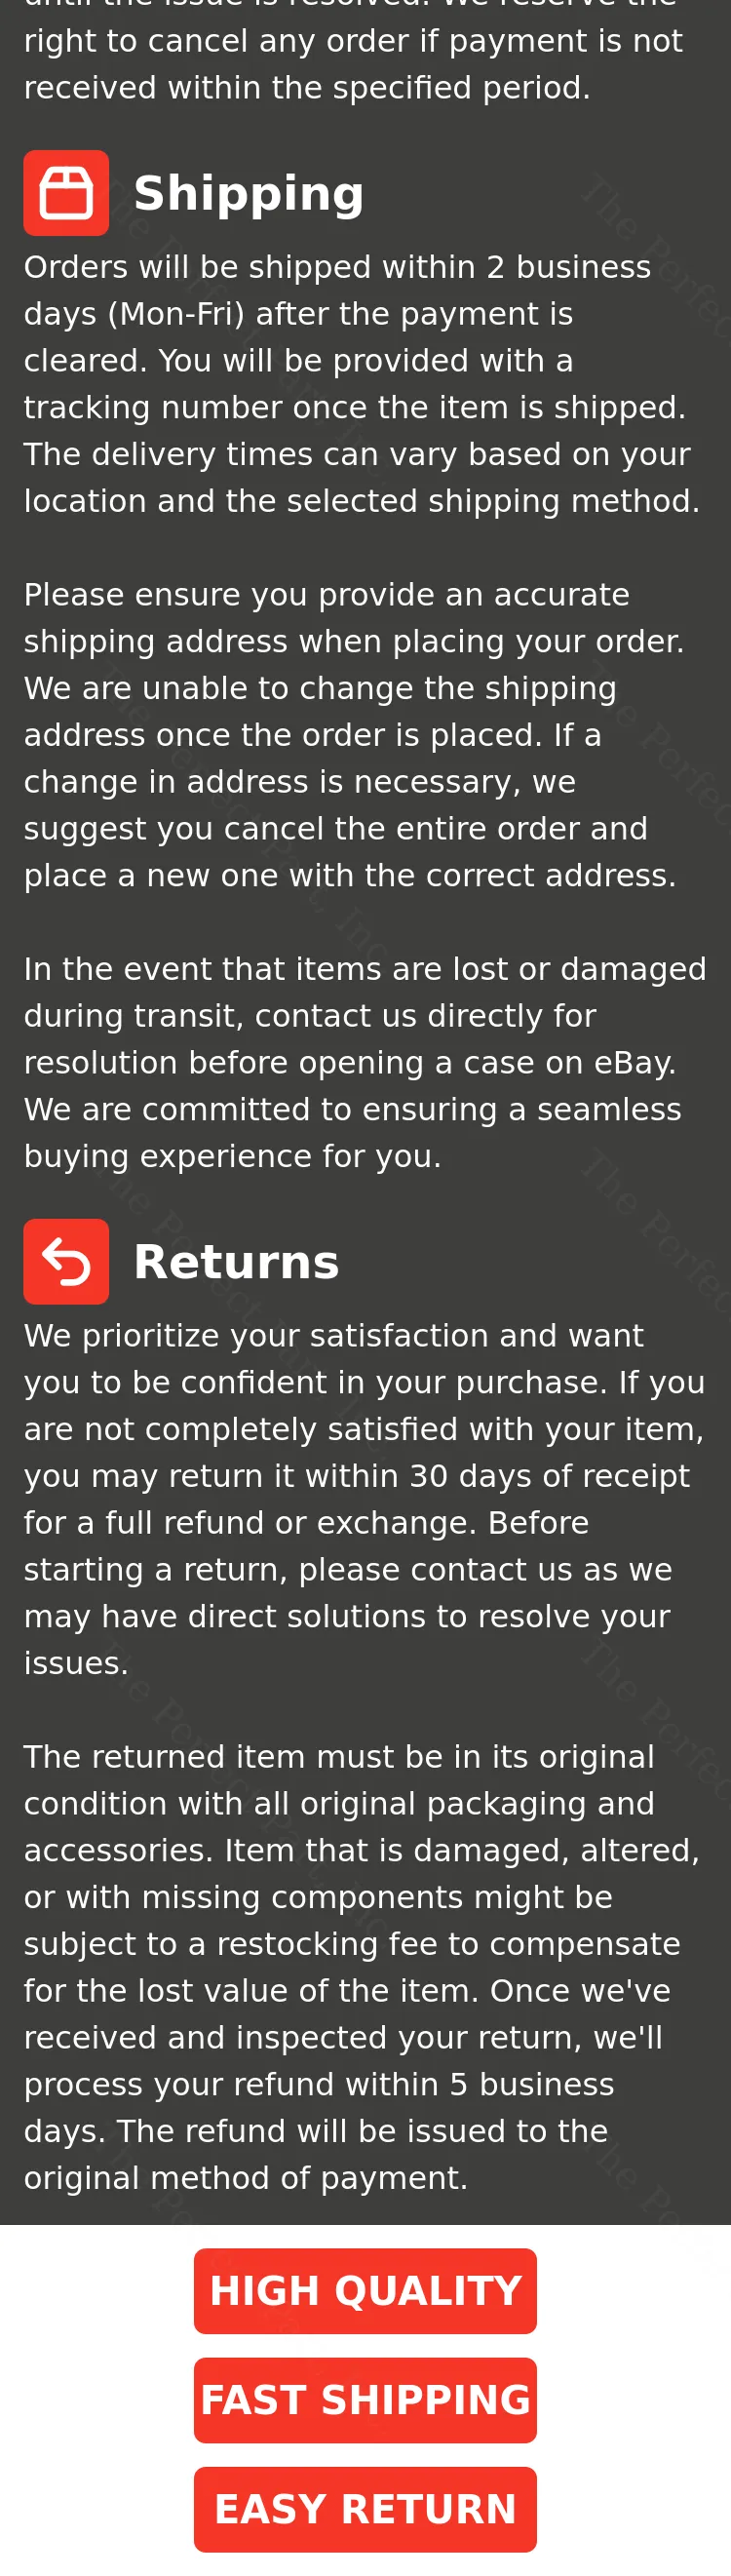 until the issue is resolved. We reserve the
right to cancel any order if payment is not
received within the specified period.
Shipping
Orders will be shipped within 2 business
days (Mon-Fri) after the payment is
cleared. You will be provided with a
tracking number once the item is shipped.
The delivery times can vary based on your
location and the selected shipping method.
Please ensure you provide an accurate
shipping address when placing your order.
We are unable to change the shipping
address once the order is placed. If a
change in address is necessary, we
suggest you cancel the entire order and
place a new one with the correct address.
In the event that items are lost or damaged
during transit, contact us directly for
resolution before opening a case on eBay.
We are committed to ensuring a seamless
buying experience for you.
Returns
We prioritize your satisfaction and want
you to be confident in your purchase. If you
are not completely satisfied with your item,
you may return it within 30 days of receipt
for a full refund or exchange. Before
starting a return, please contact us as we
may have direct solutions to resolve your
issues.
The returned item must be in its original
condition with all original packaging and
accessories. Item that is damaged, altered,
or with missing components might be
subject to a restocking fee to compensate
for the lost value of the item. Once we've
received and inspected your return, we'll
process your refund within 5 business
days. The refund will be issued to the
original method of payment.
HIGH QUALITY
FAST SHIPPING
EASY RETURN